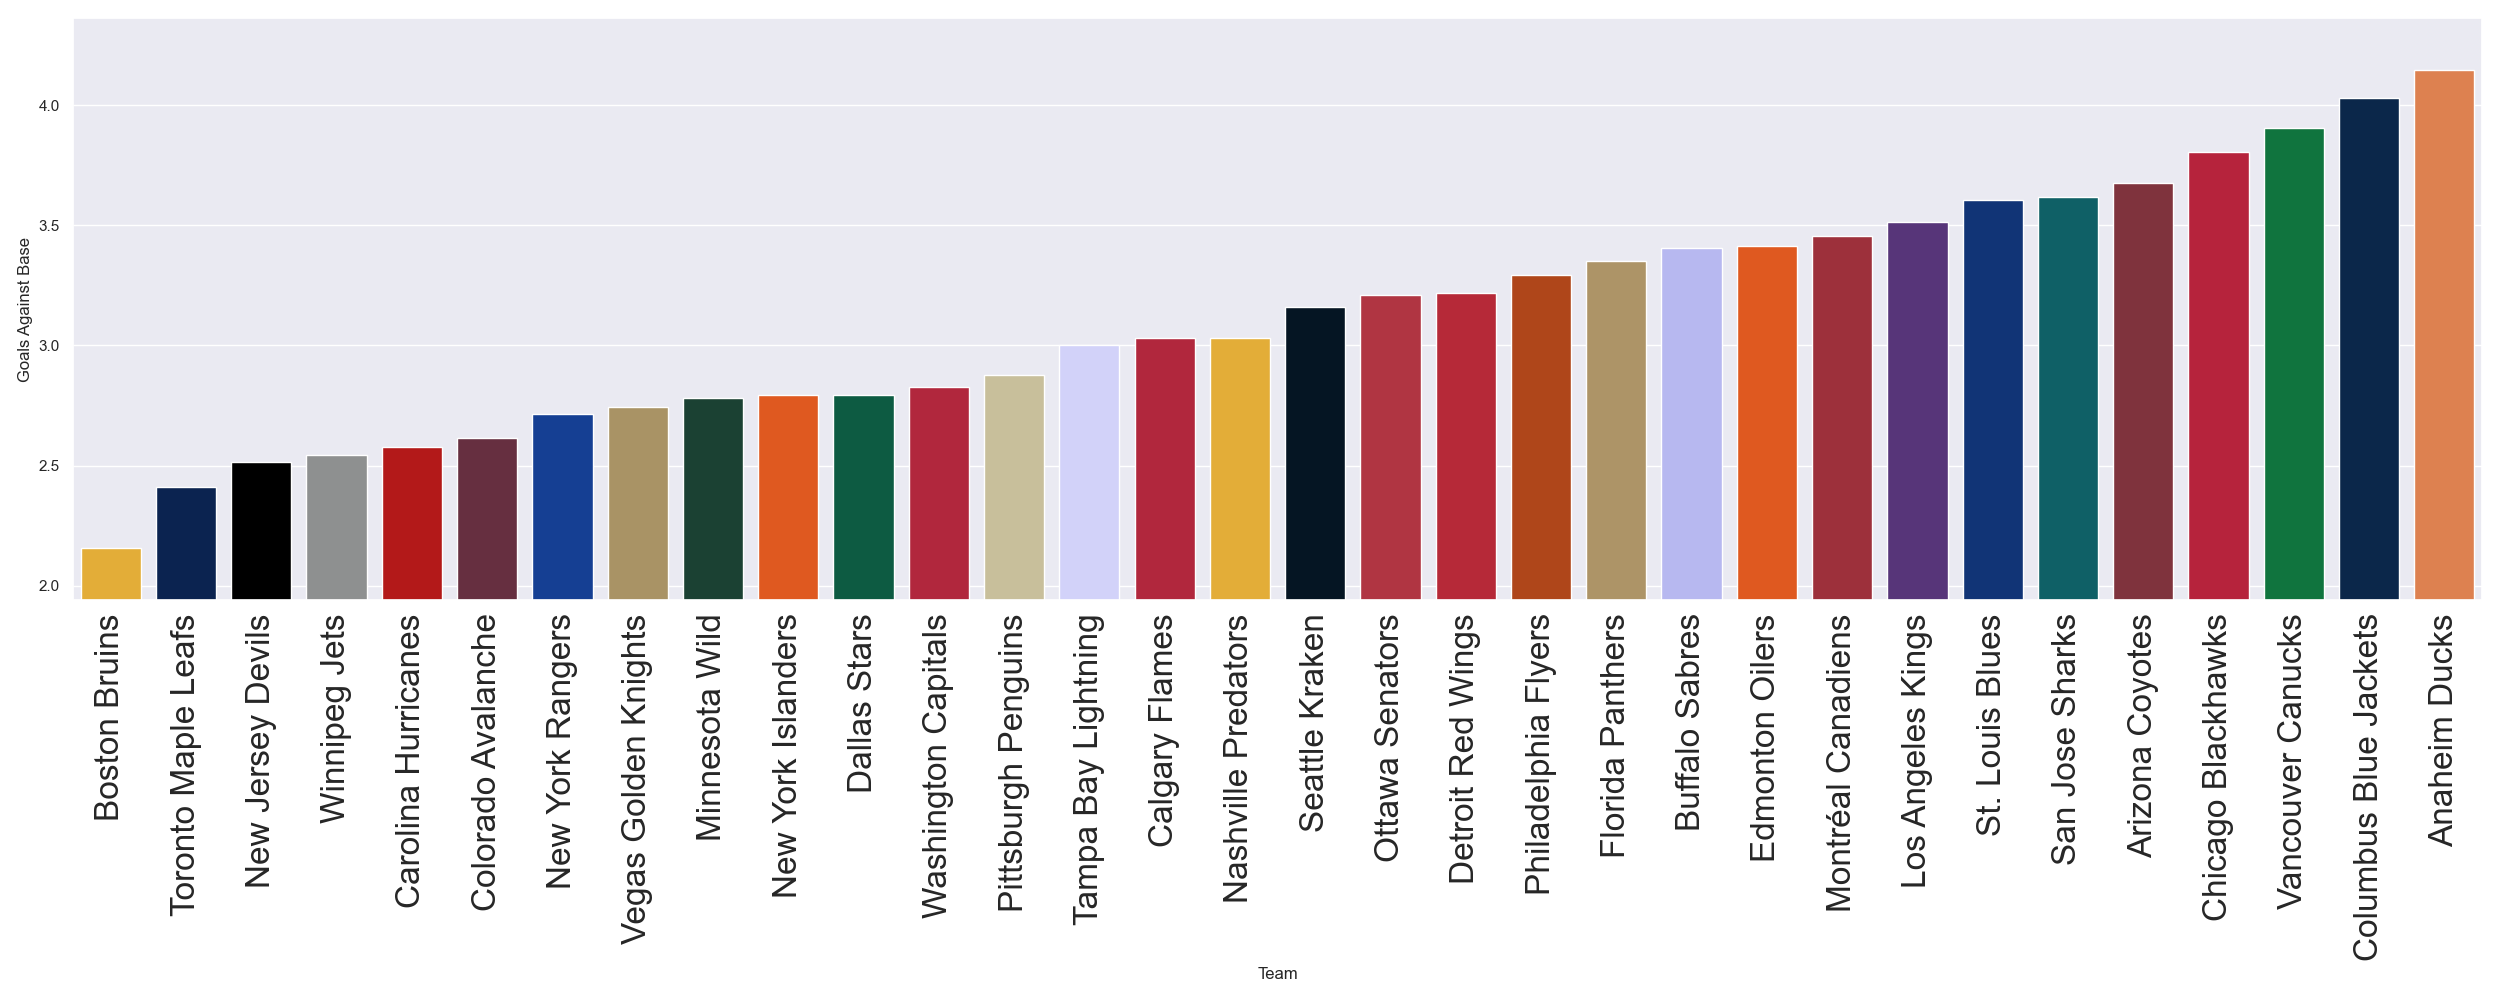 4.0
3.5
3.0
2.5
2.0
Goals Against Base
Boston Bruins
Toronto Maple Leafs
New Jersey Devils
Winnipeg Jets
Carolina Hurricanes
Colorado Avalanche
New York Rangers
Vegas Golden Knights
Minnesota Wild
New York Islanders
Dallas Stars
Washington Capitals
Pittsburgh Penguins
Tampa Bay Lightning
Calgary Flames
Nashville Predators
Seattle Kraken
Ottawa Senators
Detroit Red Wings
Philadelphia Flyers
Florida Panthers
Buffalo Sabres
Edmonton Oilers
Montréal Canadiens
Los Angeles Kings
St. Louis Blues
San Jose Sharks
Arizona Coyotes
Chicago Blackhawks
Vancouver Canucks
Columbus Blue Jackets
Anaheim Ducks
Team